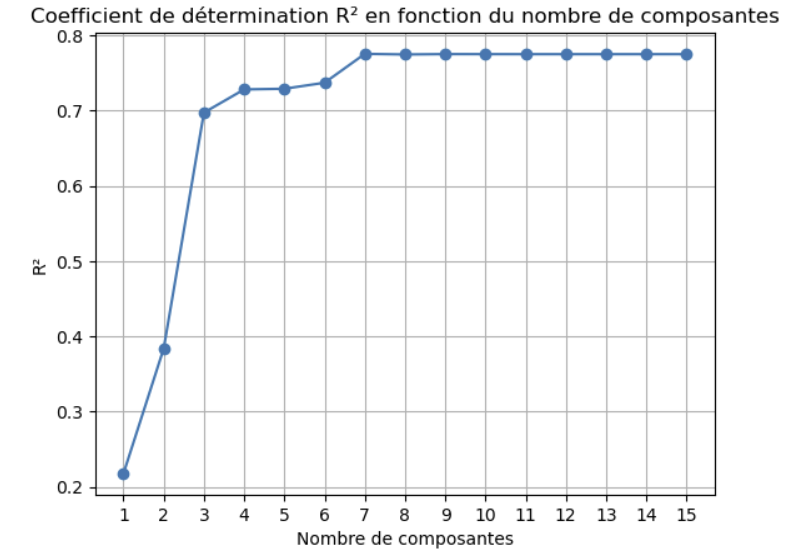 Coefficient de détermination R² en fonction du nombre de composantes
0.8
0.7
0.6
0.5
0.4
0.3
0.2
R²
1 2 3 4 5 6 7 8 9 10 11 12 13 14 15
Nombre de composantes